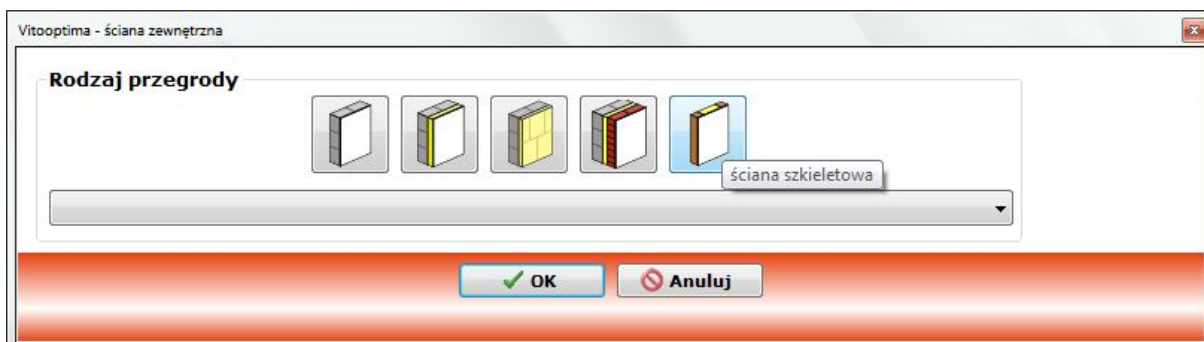 Vitooptima - ściana zewnętrzna
Rodzaj przegrody
ściana szkieletowa
OK
Anuluj